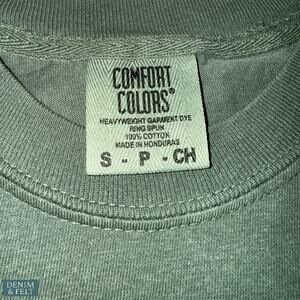 COMFORT
COLORS®
HEAVYWEIGHT GARMENT DYE
RING SPUN
100% COTTON
MADE IN HONDURAS
S - P - CH
DENIM
& FELT